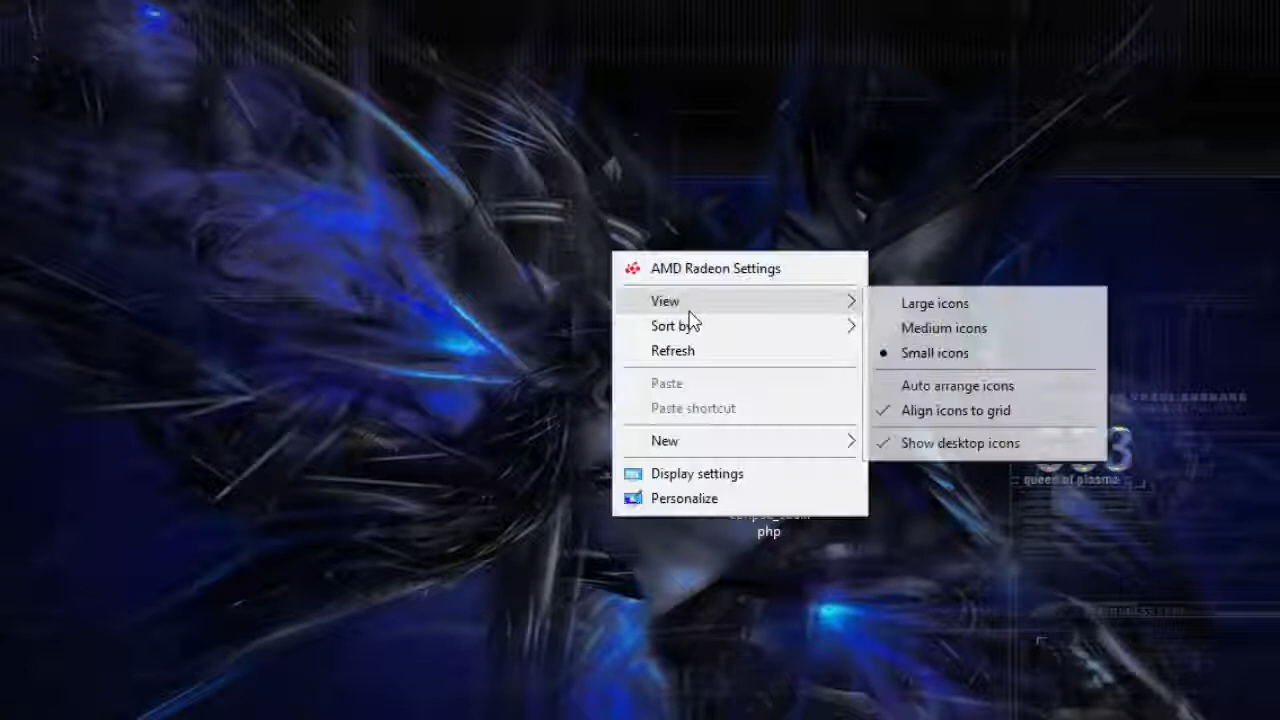 AMD Radeon Settings
View
Sort by
Refresh
Paste
Paste shortcut
New
Display settings
Personalize
Large icons
Medium icons
Small icons
Auto arrange icons
Align icons to grid
Show desktop icons
3
:: queen of plasma ::
php